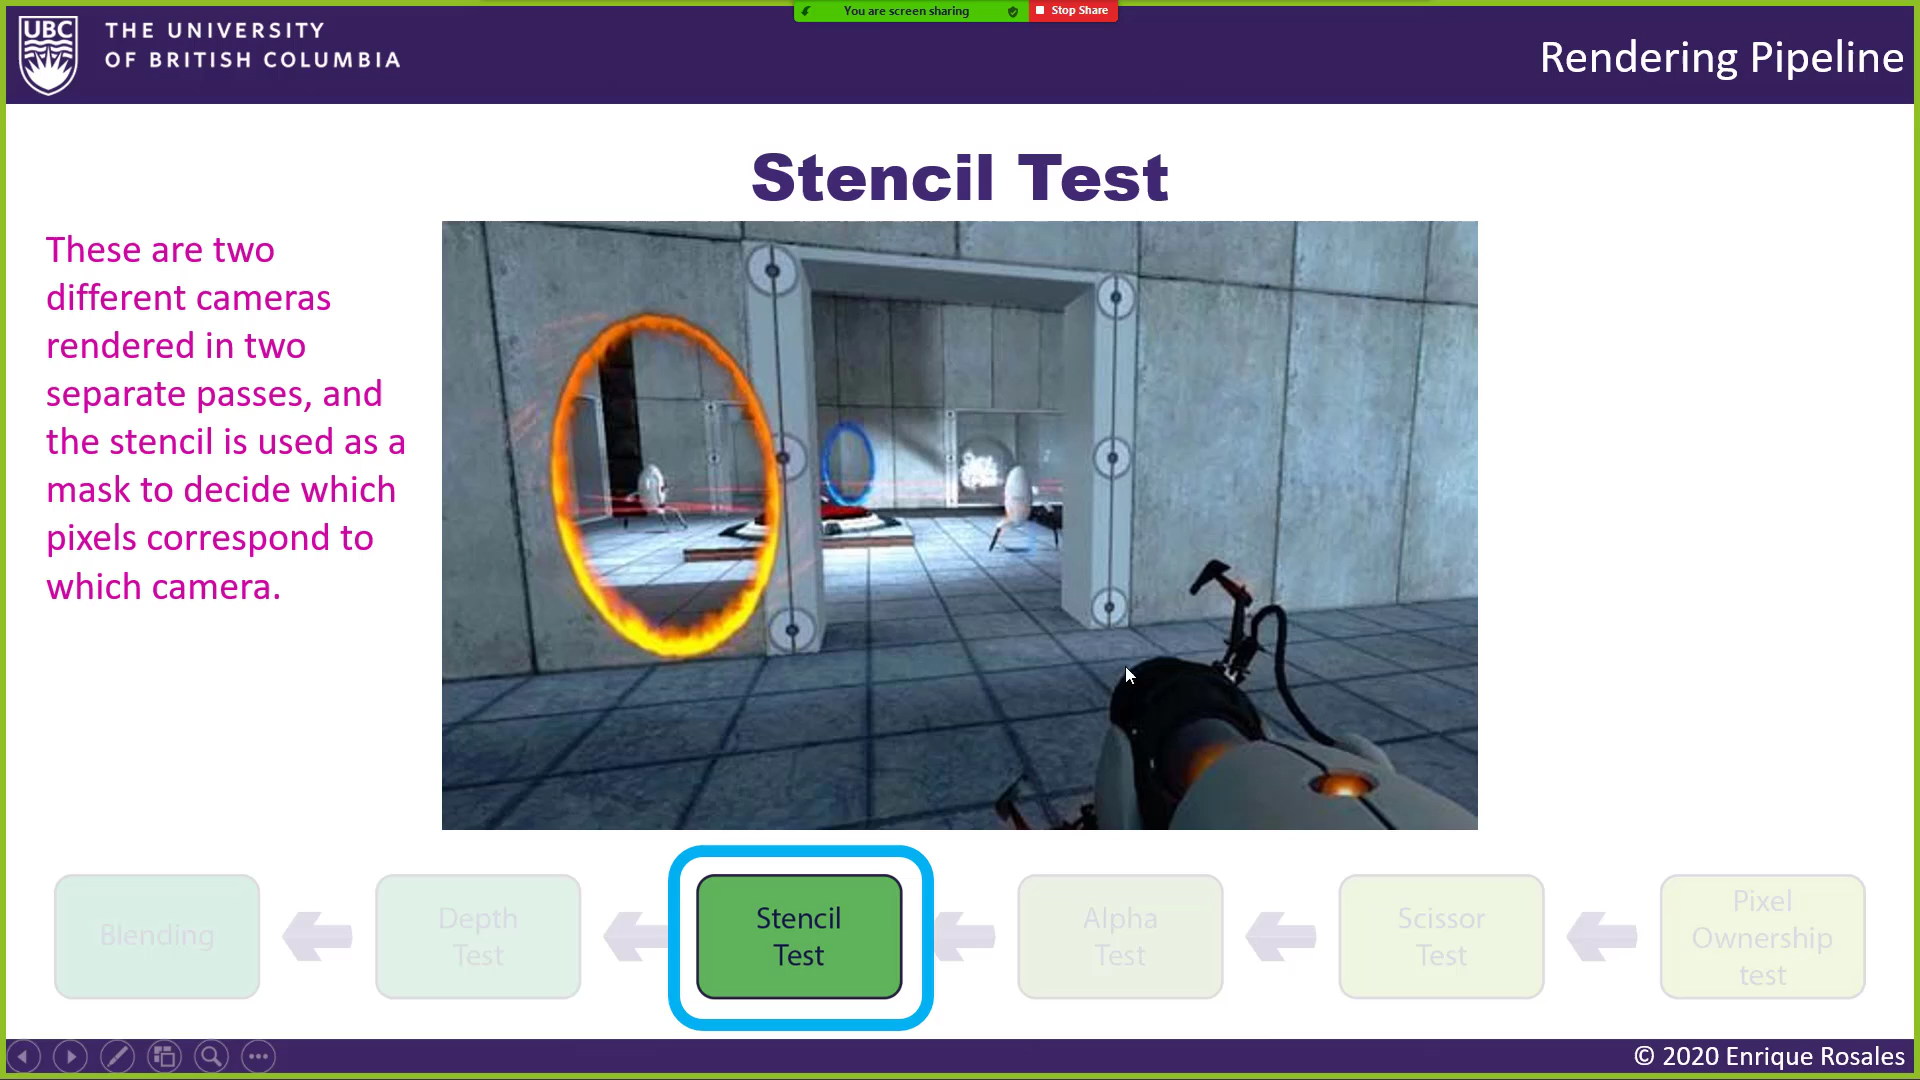 You are screen sharing
Stop Share
UBC
THE UNIVERSITY
OF BRITISH COLUMBIA
Rendering Pipeline
Stencil Test
These are two
different cameras
rendered in two
separate passes, and
the stencil is used as a
mask to decide which
pixels correspond to
which camera.
Blending
Depth
Test
Stencil
Test
Alpha
Test
Scissor
Test
Pixel
Ownership
test
© 2020 Enrique Rosales